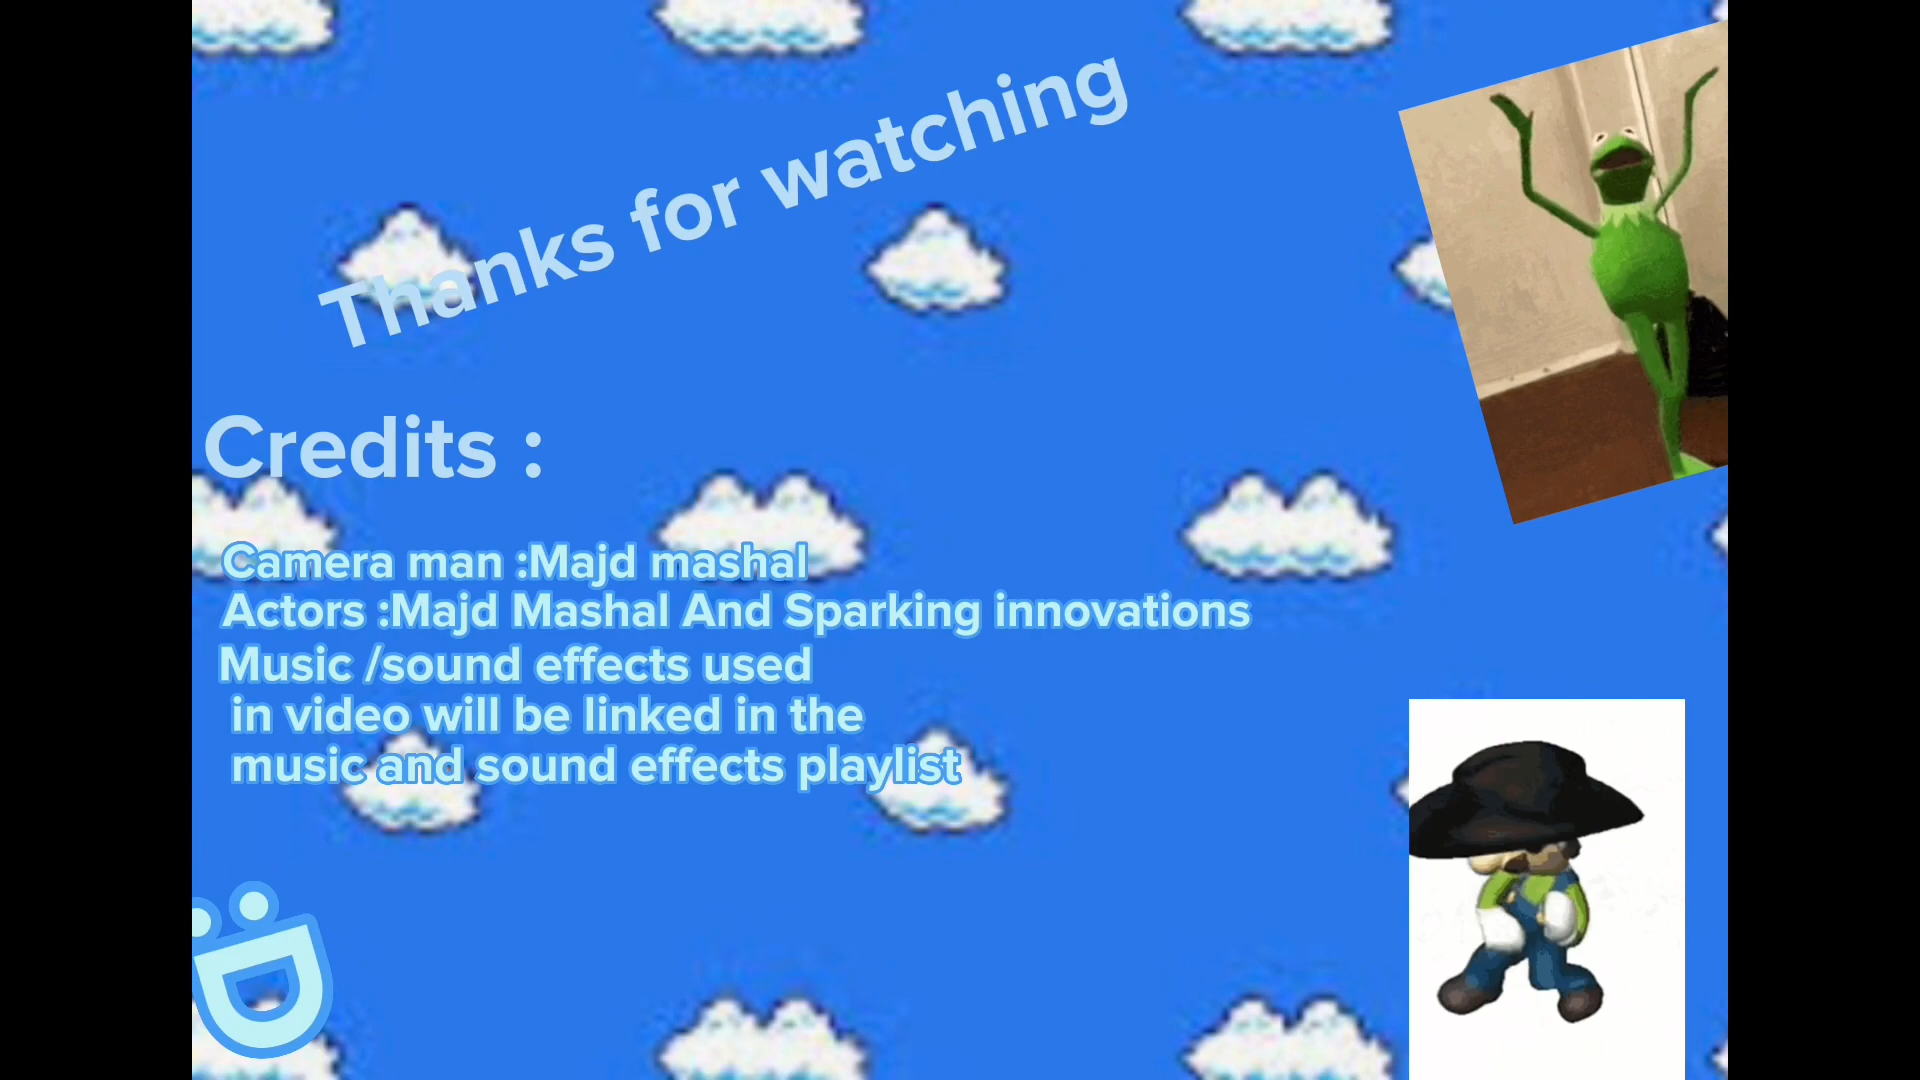 Thanks for watching
Credits :
Camera man :Majd mashal
Actors :Majd Mashal And Sparking innovations
Music /sound effects used
in video will be linked in the
music and sound effects playlist
:D